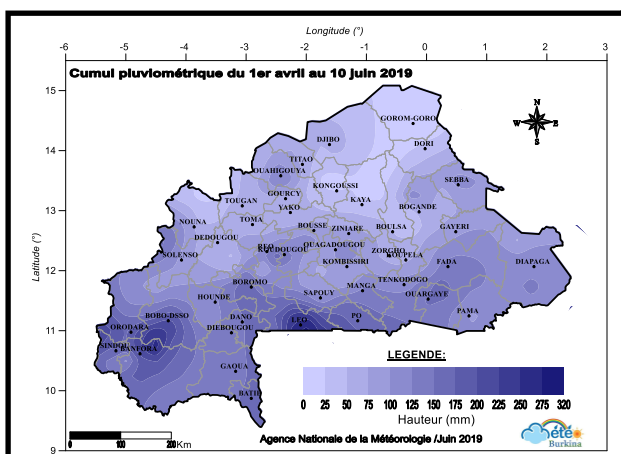 Longitude (°)
-6 -5 -4 -3 -2 -1 0 1 2 3
Cumul pluviométrique du 1er avril au 10 juin 2019
15
GOROM-GORO
N
W E
S
DJIBO
DORI
14
TITAO
OUAHIGOUYA
SEBBA
KONGOUSSI
GOURCY
KAYA
TOUGAN
YAKO
BOGANDE
13
NOUNA
TOMA
BOUSSE
ZINIARE
BOULSA
GAYERI
DEDOUGOU
REO
KOUDOUGOU
OUAGADOUGOU
ZORGHO
KOUPELA
SOLENSO
KOMBISSIRI
FADA
DIAPAGA
Latitude (°)
12
BOROMO
TENKODOGO
MANGA
HOUNDE
SAPOUY
OUARGAYE
BOBO-DSSO
DANO
LEO
PO
PAMA
ORODARA
DIEBOUGOU
11
SINDOU
BANFORA
LEGENDE:
GAOUA
10
BATIE
0 25 50 75 100 125 150 175 200 225 250 275 320
Hauteur (mm)
0 100 200 Km
Agence Nationale de la Météorologie /Juin 2019
Météo
Burkina
9